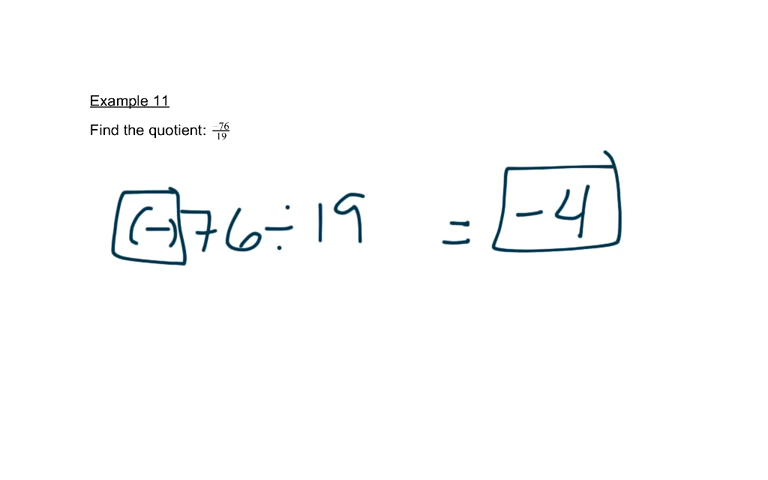 Example 11
Find the quotient: -76/19
(-)76÷19 = -4